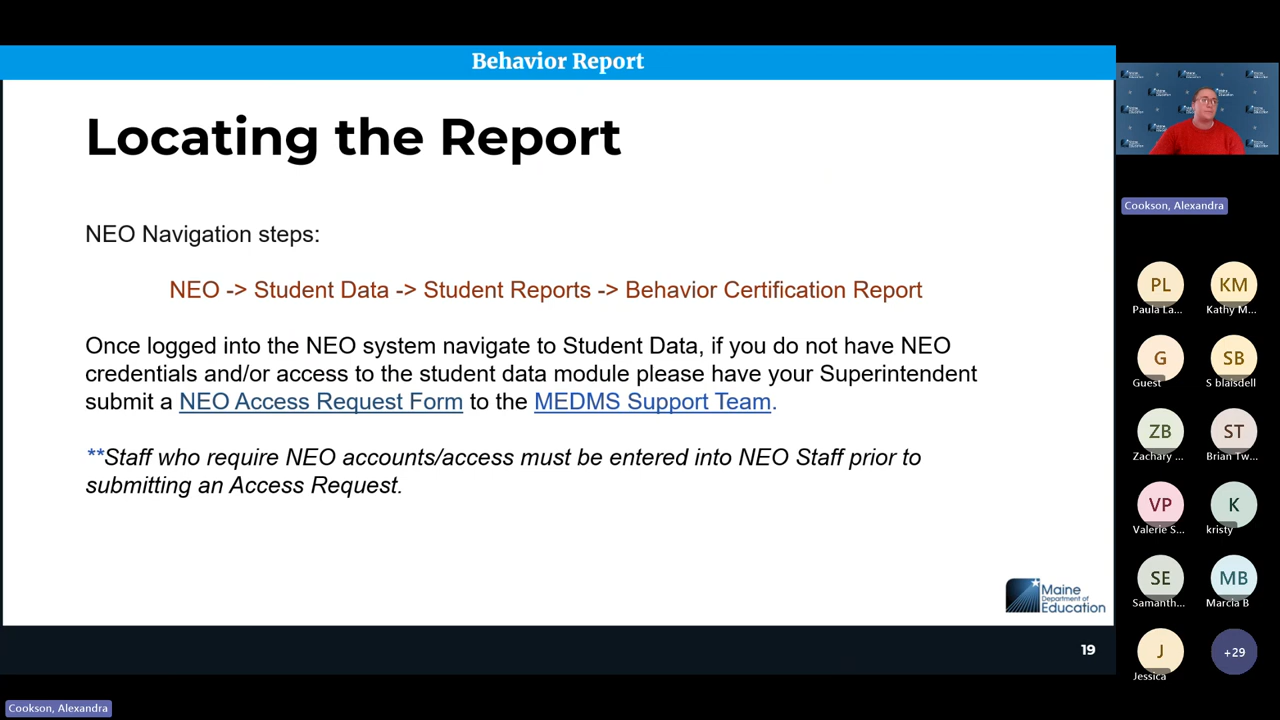 Behavior Report
Locating the Report
NEO Navigation steps:
NEO -> Student Data -> Student Reports -> Behavior Certification Report
Once logged into the NEO system navigate to Student Data, if you do not have NEO
credentials and/or access to the student data module please have your Superintendent
submit a NEO Access Request Form to the MEDMS Support Team.
**Staff who require NEO accounts/access must be entered into NEO Staff prior to
submitting an Access Request.
Maine
Department of
Education
19
Cookson, Alexandra
Cookson, Alexandra
PL
Paula La...
KM
Kathy M...
G
Guest
SB
S blaisdell
ZB
Zachary ...
ST
Brian Tw...
VP
Valerie S...
K
kristy
SE
Samanth...
MB
Marcia B
J
Jessica
+29